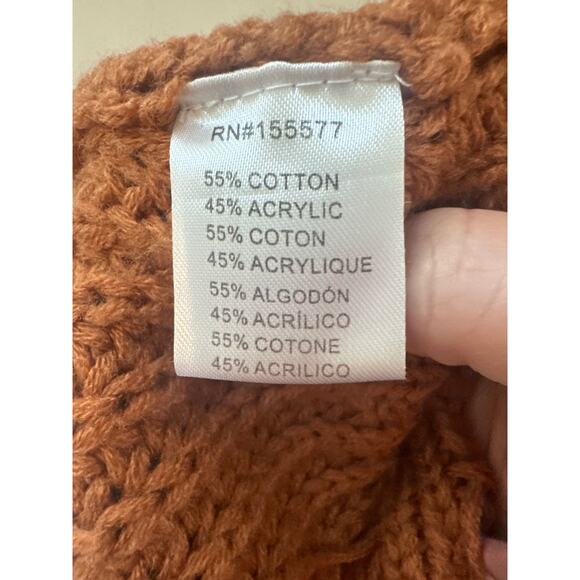 RN#155577
55% COTTON
45% ACRYLIC
55% COTON
45% ACRYLIQUE
55% ALGODÓN
45% ACRÍLICO
55% COTONE
45% ACRILICO